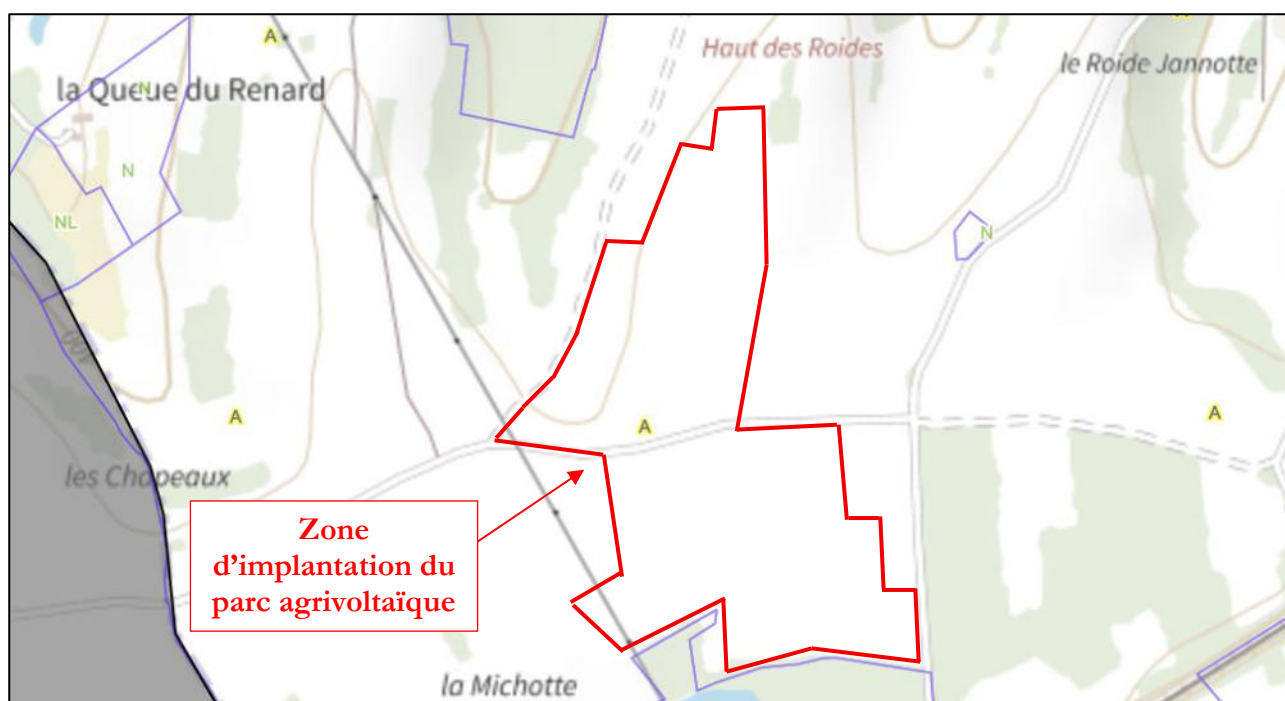 A
Haut des Roides
le Roide Jannotte
la Queue du Renard
N
N
NL
N
A
A
A
les Chapeaux
Zone
d'implantation du
parc agrivoltaïque
la Michotte